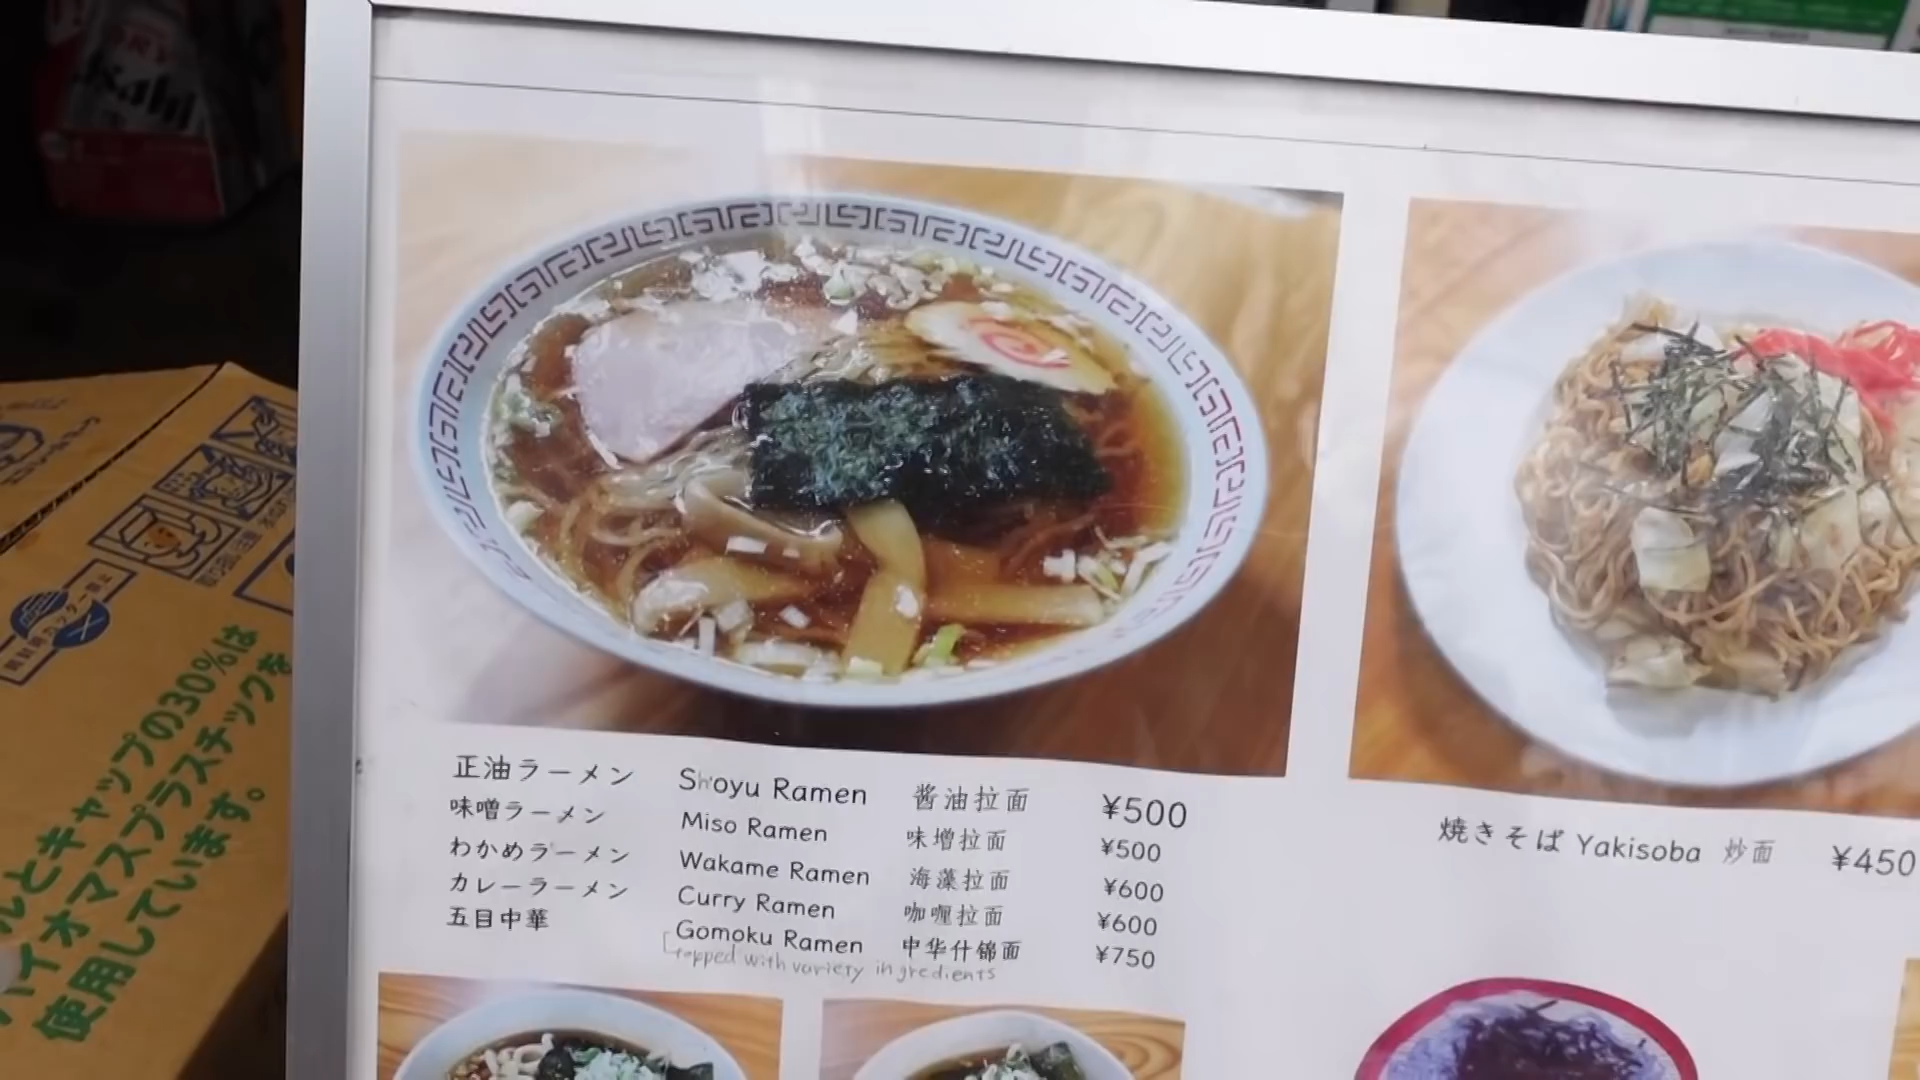 DRY
Asahi
の30%は
キャップ
オマスプラスチックを
使用しています。
正油ラーメン Shoyu Ramen 酱油拉面 ¥500
味噌ラーメン Miso Ramen 味增拉面 ¥500
わかめラーメン Wakame Ramen 海藻拉面 ¥600
カレーラーメン Curry Ramen 咖喱拉面 ¥600
五目中華 Gomoku Ramen 中华什锦面 ¥750
topped with variety ingredients
焼きそば Yakisoba 炒面 ¥450